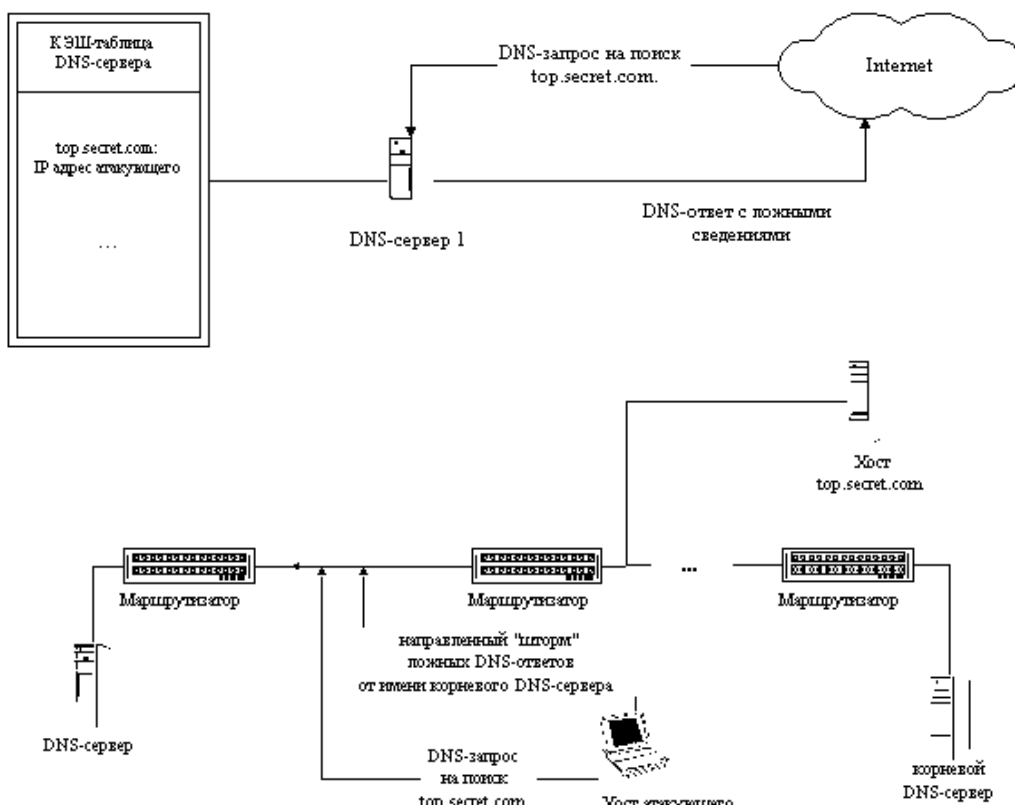 КЭШ-таблица
DNS-сервера
top.secret.com:
IP адрес атакующего
...
DNS-запрос на поиск
top.secret.com.
Internet
DNS-сервер 1
DNS-ответ с ложными
сведениями
Хост
top.secret.com
...
Маршрутизатор
Маршрутизатор
Маршрутизатор
направленный "шторм"
ложных DNS-ответов
от имени корневого DNS-сервера
DNS-сервер
DNS-запрос
на поиск
top.secret.com
Хост атакующего
корневой
DNS-сервер